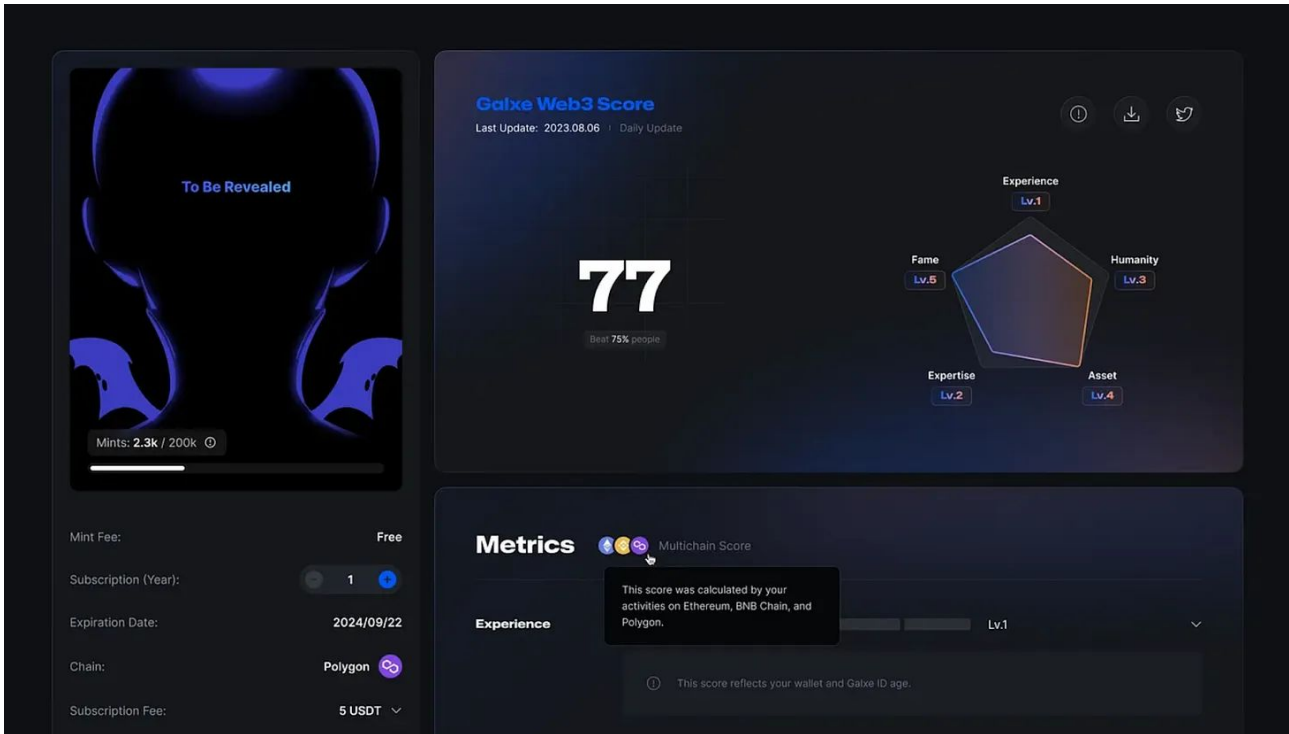 To Be Revealed
Mints: 2.3k / 200k
Mint Fee: Free
Subscription (Year): 1
Expiration Date: 2024/09/22
Chain: Polygon
Subscription Fee: 5 USDT
Galxe Web3 Score
Last Update: 2023.08.06 Daily Update
77
Beat 75% people
Experience
Lv.1
Fame
Lv.5
Humanity
Lv.3
Expertise
Lv.2
Asset
Lv.4
Metrics Multichain Score
This score was calculated by your
activities on Ethereum, BNB Chain, and
Polygon.
Experience Lv.1
This score reflects your wallet and Galxe ID age.